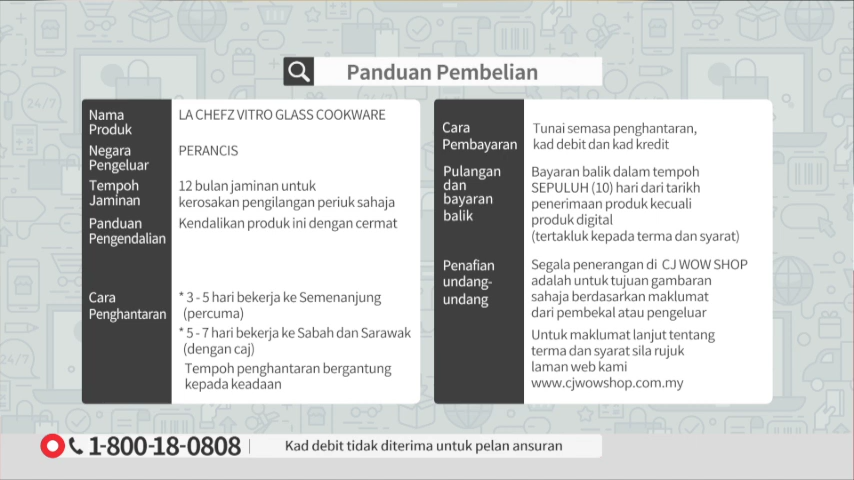 Panduan Pembelian
Nama
Produk
LA CHEFZ VITRO GLASS COOKWARE
Negara
Pengeluar
PERANCIS
Tempoh
Jaminan
12 bulan jaminan untuk
kerosakan pengilangan periuk sahaja
Panduan
Pengendalian
Kendalikan produk ini dengan cermat
Cara
Penghantaran
* 3 - 5 hari bekerja ke Semenanjung
(percuma)
* 5 - 7 hari bekerja ke Sabah dan Sarawak
(dengan caj)
Tempoh penghantaran bergantung
kepada keadaan
Cara
Pembayaran
Tunai semasa penghantaran,
kad debit dan kad kredit
Pulangan
dan
bayaran
balik
Bayaran balik dalam tempoh
SEPULUH (10) hari dari tarikh
penerimaan produk kecuali
produk digital
(tertakluk kepada terma dan syarat)
Penafian
undang-
undang
Segala penerangan di CJ WOW SHOP
adalah untuk tujuan gambaran
sahaja berdasarkan maklumat
dari pembekal atau pengeluar
Untuk maklumat lanjut tentang
terma dan syarat sila rujuk
laman web kami
www.cjwowshop.com.my
1-800-18-0808
Kad debit tidak diterima untuk pelan ansuran
24/7
24/7